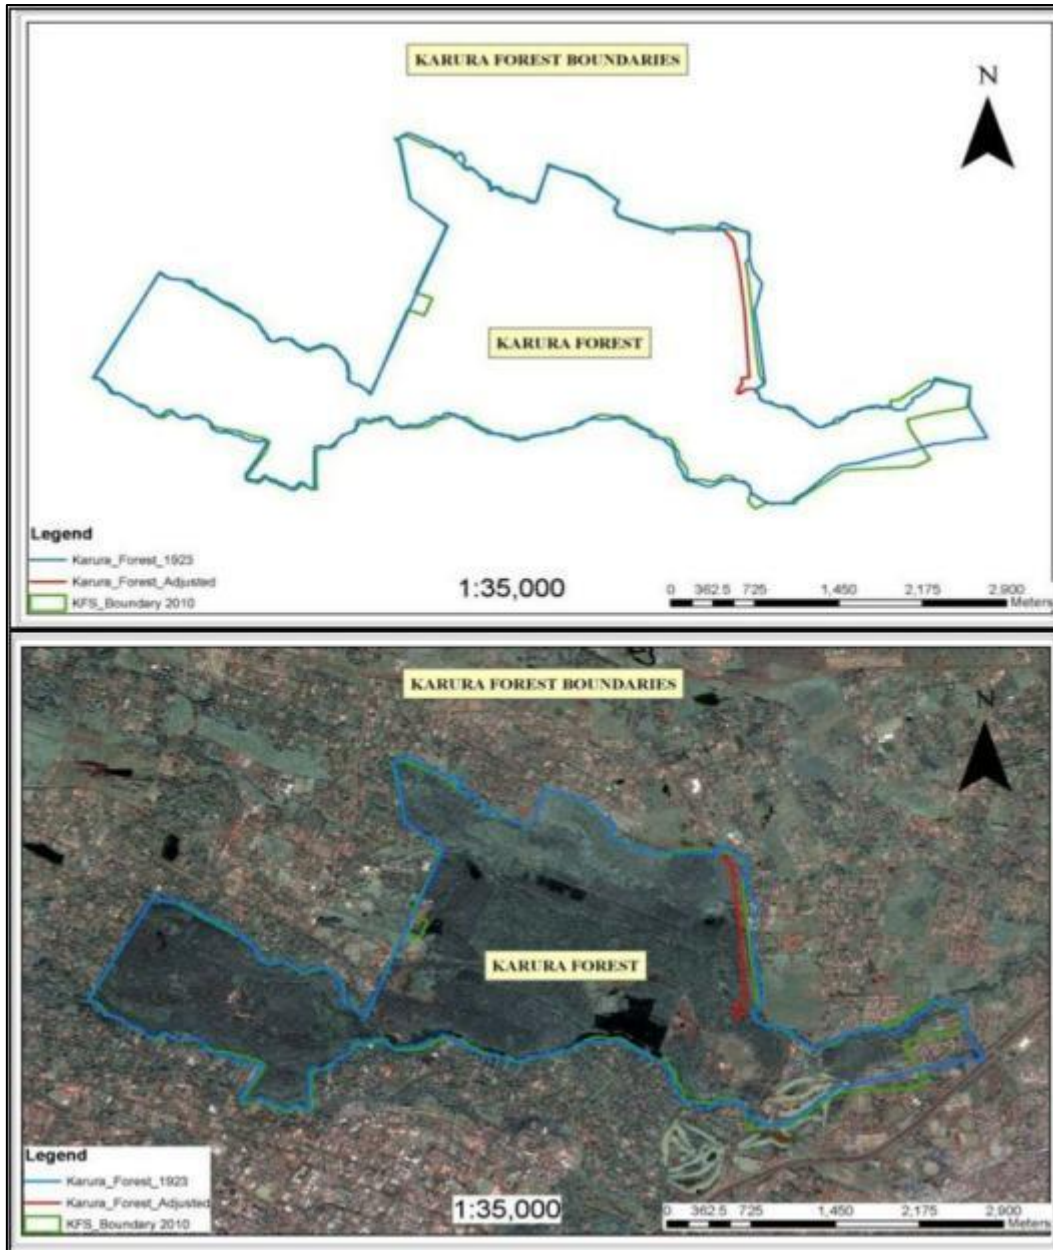 KARURA FOREST BOUNDARIES
N
KARURA FOREST
Legend
Karura_Forest_1923
Karura_Forest_Adjusted
KFS_Boundary 2010
1:35,000
0 362.5 725 1,450 2,175 2,900
Meters
KARURA FOREST BOUNDARIES
N
KARURA FOREST
Legend
Karura_Forest_1923
Karura_Forest_Adjusted
KFS_Boundary 2010
1:35,000
0 362.5 725 1,450 2,175 2,900
Meters